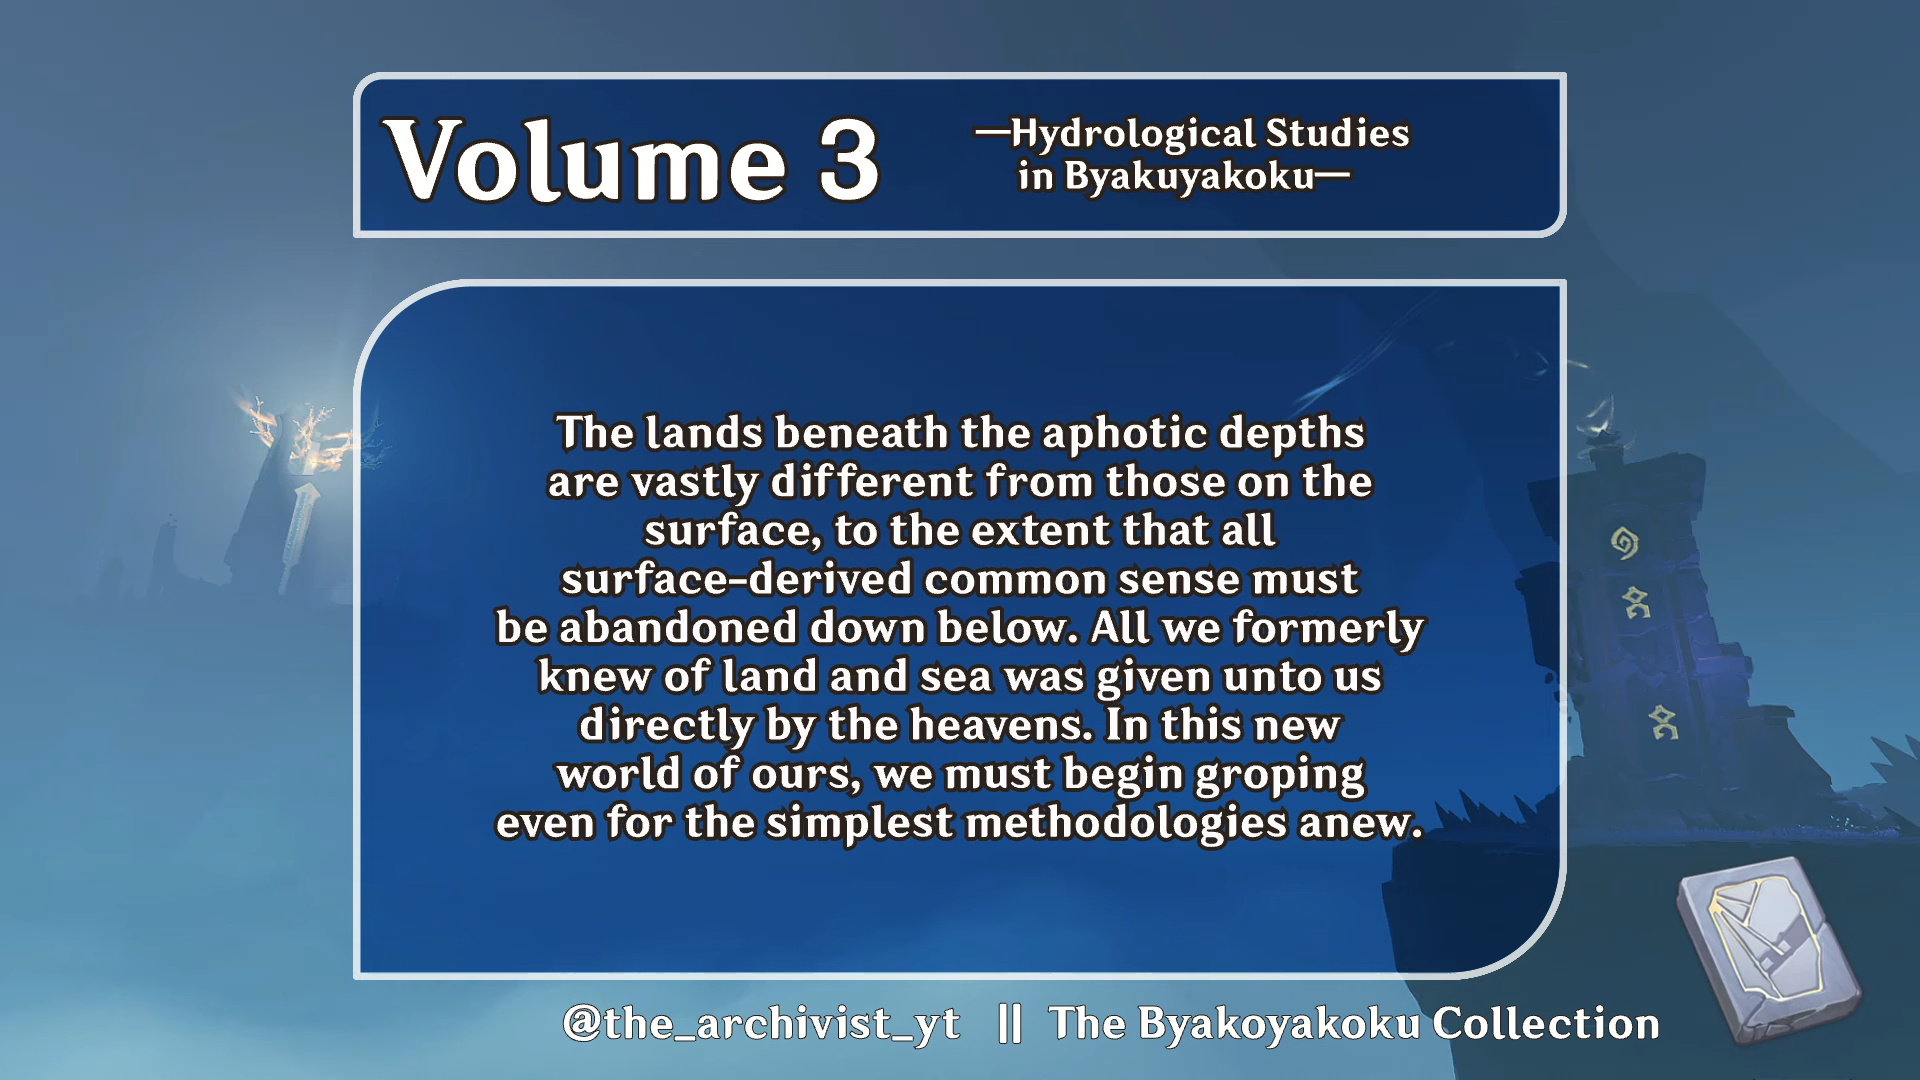 Volume 3
—Hydrological Studies
in Byakuyakoku—
The lands beneath the aphotic depths
are vastly different from those on the
surface, to the extent that all
surface-derived common sense must
be abandoned down below. All we formerly
knew of land and sea was given unto us
directly by the heavens. In this new
world of ours, we must begin groping
even for the simplest methodologies anew.
@the_archivist_yt || The Byakoyakoku Collection